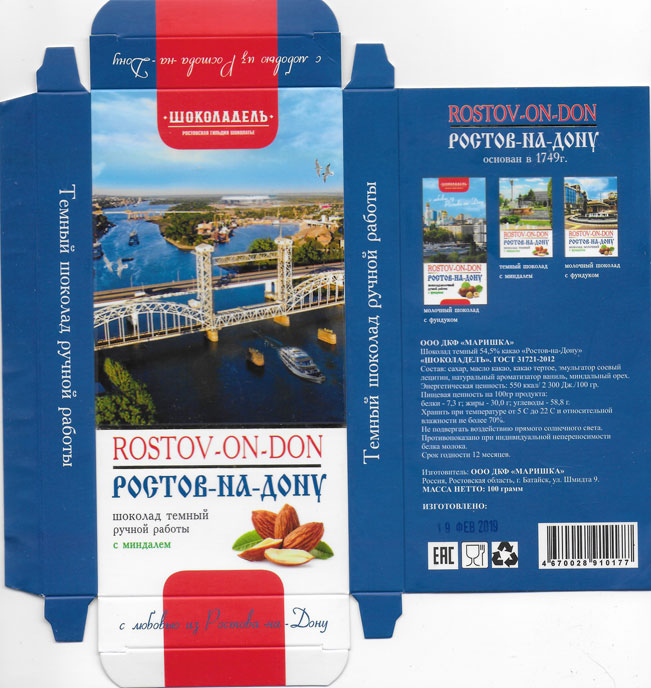 с любовью из Ростова-на-Дону
ШОКОЛАДЕЛЬ
РОСТОВСКАЯ ГИЛЬДИЯ ШОКОЛАТЬЕ
Темный шоколад ручной работы
ROSTOV-ON-DON
РОСТОВ-НА-ДОНУ
шоколад темный
ручной работы
с миндалем
с любовью из Ростова-на-Дону
Темный шоколад ручной работы
ROSTOV-ON-DON
РОСТОВ-НА-ДОНУ
основан в 1749г.
ШОКОЛАДЕЛЬ
ROSTOV-ON-DON
РОСТОВ-НА-ДОНУ
молочный шоколад
с фундуком
ROSTOV-ON-DON
РОСТОВ-НА-ДОНУ
темный шоколад
с миндалем
ROSTOV-ON-DON
РОСТОВ-НА-ДОНУ
молочный шоколад
с фундуком
ООО ДКФ «МАРИШКА»
Шоколад темный 54,5% какао «Ростов-на-Дону»
«ШОКОЛАДЕЛЪ». ГОСТ 31721-2012
Состав: сахар, масло какао, какао тертое, эмульгатор соевый
лецитин, натуральный ароматизатор ваниль, миндальный орех.
Энергетическая ценность: 550 ккал/ 2 300 Дж./100 гр.
Пищевая ценность на 100гр продукта:
белки - 7,3 г; жиры - 30,0 г; углеводы - 58,8 г.
Хранить при температуре от 5 С до 22 С и относительной
влажности не более 70%.
Не подвергать воздействию прямого солнечного света.
Противопоказано при индивидуальной непереносимости
белка молока.
Срок годности 12 месяцев.
Изготовитель: ООО ДКФ «МАРИШКА»
Россия, Ростовская область, г. Батайск, ул. Шмидта 9.
МАССА НЕТТО: 100 грамм
ИЗГОТОВЛЕНО:
19 ФЕВ 2019
ЕАС
4 670028 910177